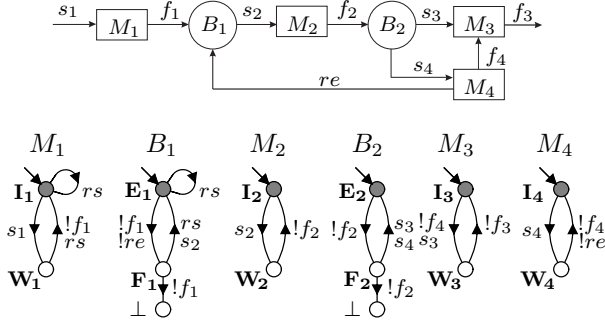 s1 M1 f1 B1 s2 M2 f2 B2 s3 M3 f3
s4 f4
re M4
M1 B1 M2 B2 M3 M4
I1 rs E1 rs I2 E2 I3 I4
s1 !f1 rs !f1 !re rs s2 s2 !f2 !f2 s3 s4 !f4 s3 !f3 s4 !f4 !re
W1 F1 W2 F2 W3 W4
!f1 !f2
⊥ ⊥